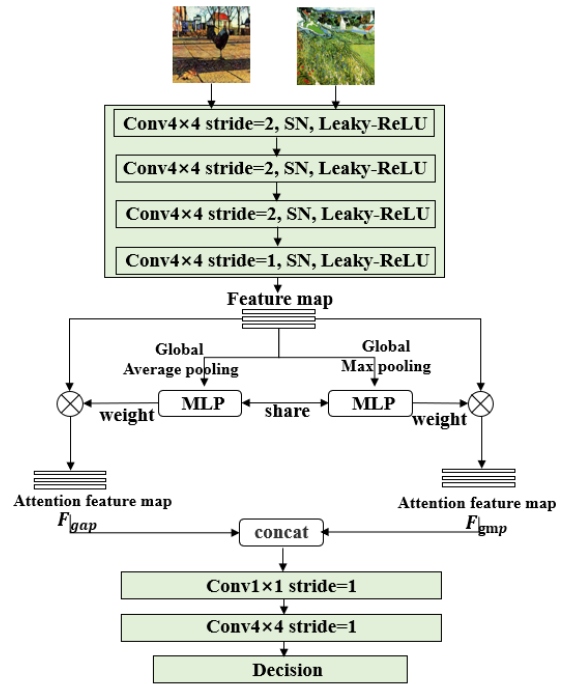 Conv4×4 stride=2, SN, Leaky-ReLU
Conv4×4 stride=2, SN, Leaky-ReLU
Conv4×4 stride=2, SN, Leaky-ReLU
Conv4×4 stride=1, SN, Leaky-ReLU
Feature map
Global
Average pooling
Global
Max pooling
MLP
share
MLP
weight
weight
Attention feature map
F_gap
Attention feature map
F_gmp
concat
Conv1×1 stride=1
Conv4×4 stride=1
Decision